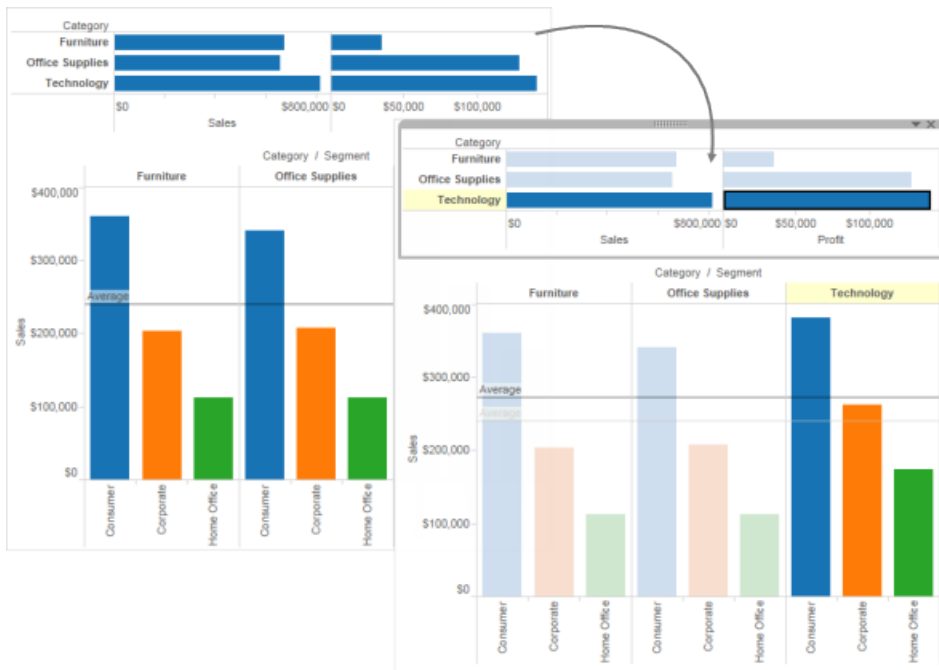 Category
Furniture
Office Supplies
Technology
$0 $800,000 $0 $50,000 $100,000
Sales
Category / Segment
Furniture Office Supplies
$400,000
$300,000
Average
$200,000
$100,000
$0
Sales
Consumer Corporate Home Office Consumer Corporate Home Office
Category
Furniture
Office Supplies
Technology
$0 $800,000 $0 $50,000 $100,000
Sales Profit
Category / Segment
Furniture Office Supplies Technology
$400,000
$300,000
Average
Average
$200,000
$100,000
$0
Sales
Consumer Corporate Home Office Consumer Corporate Home Office Consumer Corporate Home Office